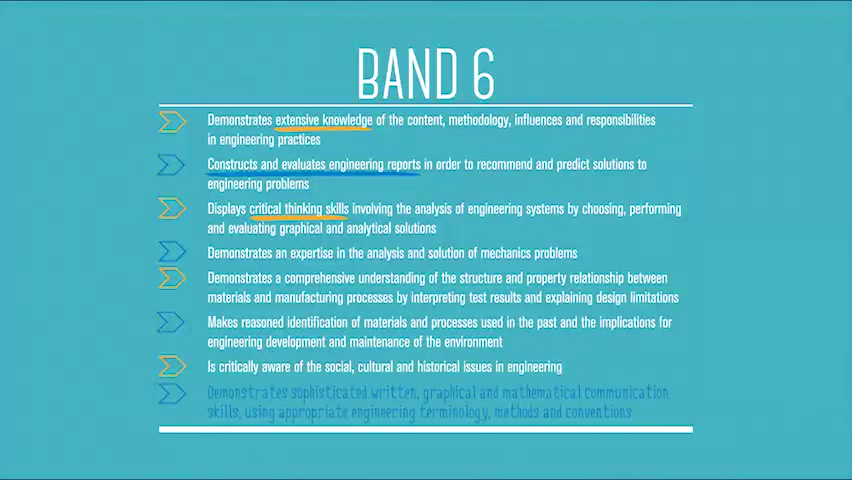 BAND 6
Demonstrates extensive knowledge of the content, methodology, influences and responsibilities
in engineering practices
Constructs and evaluates engineering reports in order to recommend and predict solutions to
engineering problems
Displays critical thinking skills involving the analysis of engineering systems by choosing, performing
and evaluating graphical and analytical solutions
Demonstrates an expertise in the analysis and solution of mechanics problems
Demonstrates a comprehensive understanding of the structure and property relationship between
materials and manufacturing processes by interpreting test results and explaining design limitations
Makes reasoned identification of materials and processes used in the past and the implications for
engineering development and maintenance of the environment
Is critically aware of the social, cultural and historical issues in engineering
Demonstrates sophisticated written, graphical and mathematical communication
skills, using appropriate engineering terminology, methods and conventions